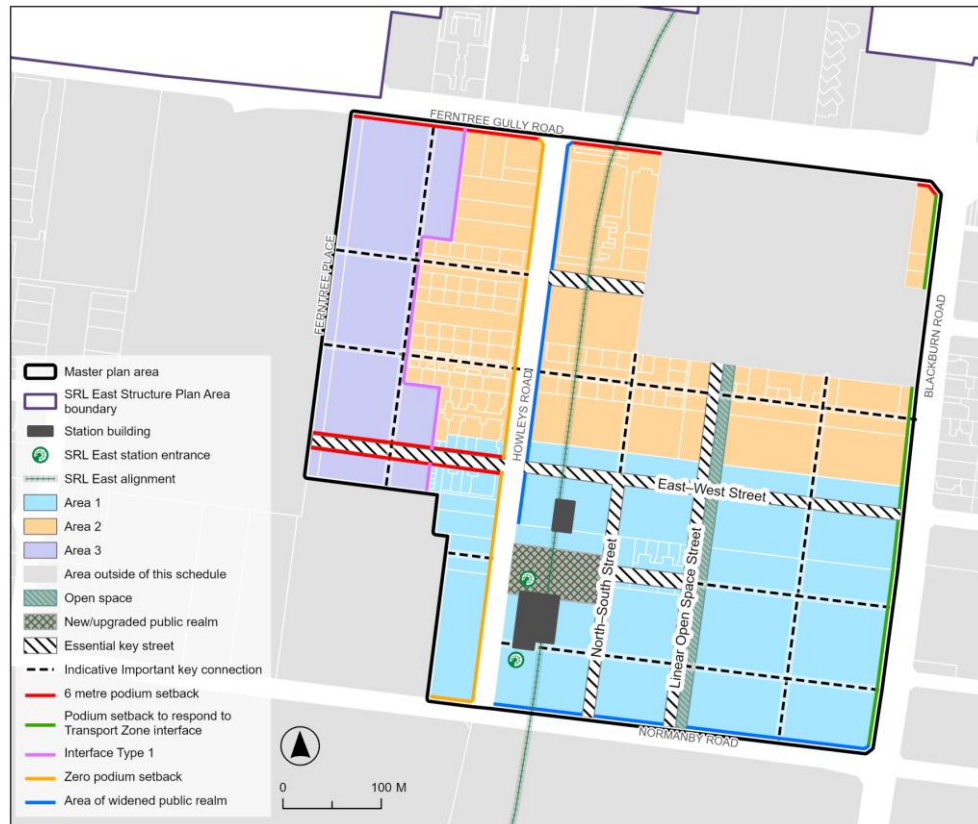 FERNTREE GULLY ROAD
FERNTREE PLACE
HOWLEYS ROAD
BLACKBURN ROAD
East–West Street
North–South Street
Linear Open Space Street
NORMANBY ROAD
Master plan area
SRL East Structure Plan Area
boundary
Station building
SRL East station entrance
SRL East alignment
Area 1
Area 2
Area 3
Area outside of this schedule
Open space
New/upgraded public realm
Essential key street
Indicative Important key connection
6 metre podium setback
Podium setback to respond to
Transport Zone interface
Interface Type 1
Zero podium setback
Area of widened public realm
0 100 M